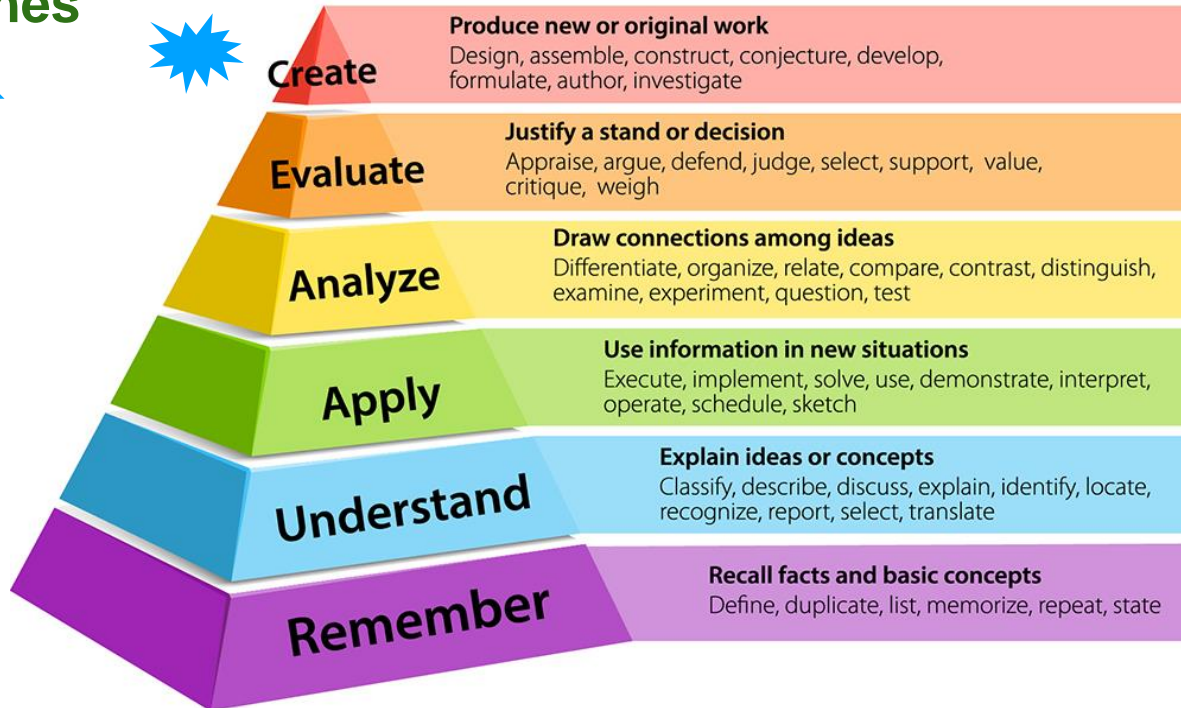 Produce new or original work
Create
Design, assemble, construct, conjecture, develop,
formulate, author, investigate
Justify a stand or decision
Evaluate
Appraise, argue, defend, judge, select, support, value,
critique, weigh
Draw connections among ideas
Analyze
Differentiate, organize, relate, compare, contrast, distinguish,
examine, experiment, question, test
Use information in new situations
Apply
Execute, implement, solve, use, demonstrate, interpret,
operate, schedule, sketch
Explain ideas or concepts
Understand
Classify, describe, discuss, explain, identify, locate,
recognize, report, select, translate
Recall facts and basic concepts
Remember
Define, duplicate, list, memorize, repeat, state